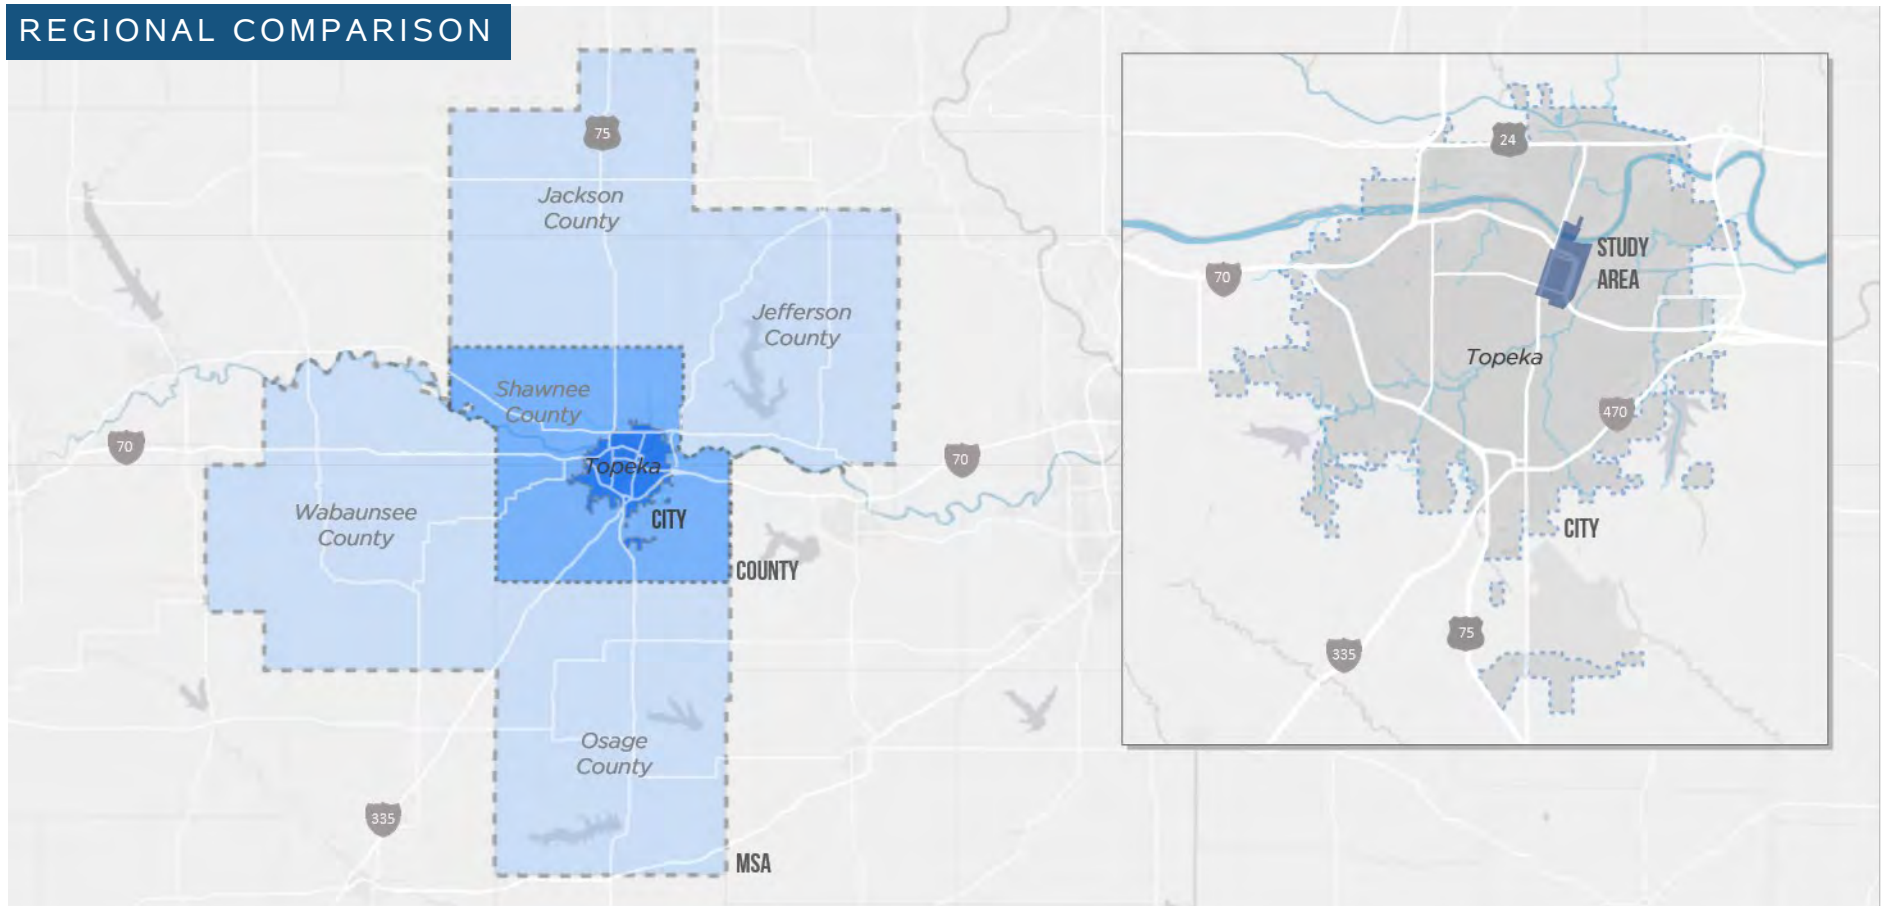 REGIONAL COMPARISON
75
Jackson
County
Jefferson
County
Shawnee
County
70
Topeka
70
Wabaunsee
County
CITY
COUNTY
Osage
County
335
MSA
24
STUDY
AREA
70
Topeka
470
CITY
75
335